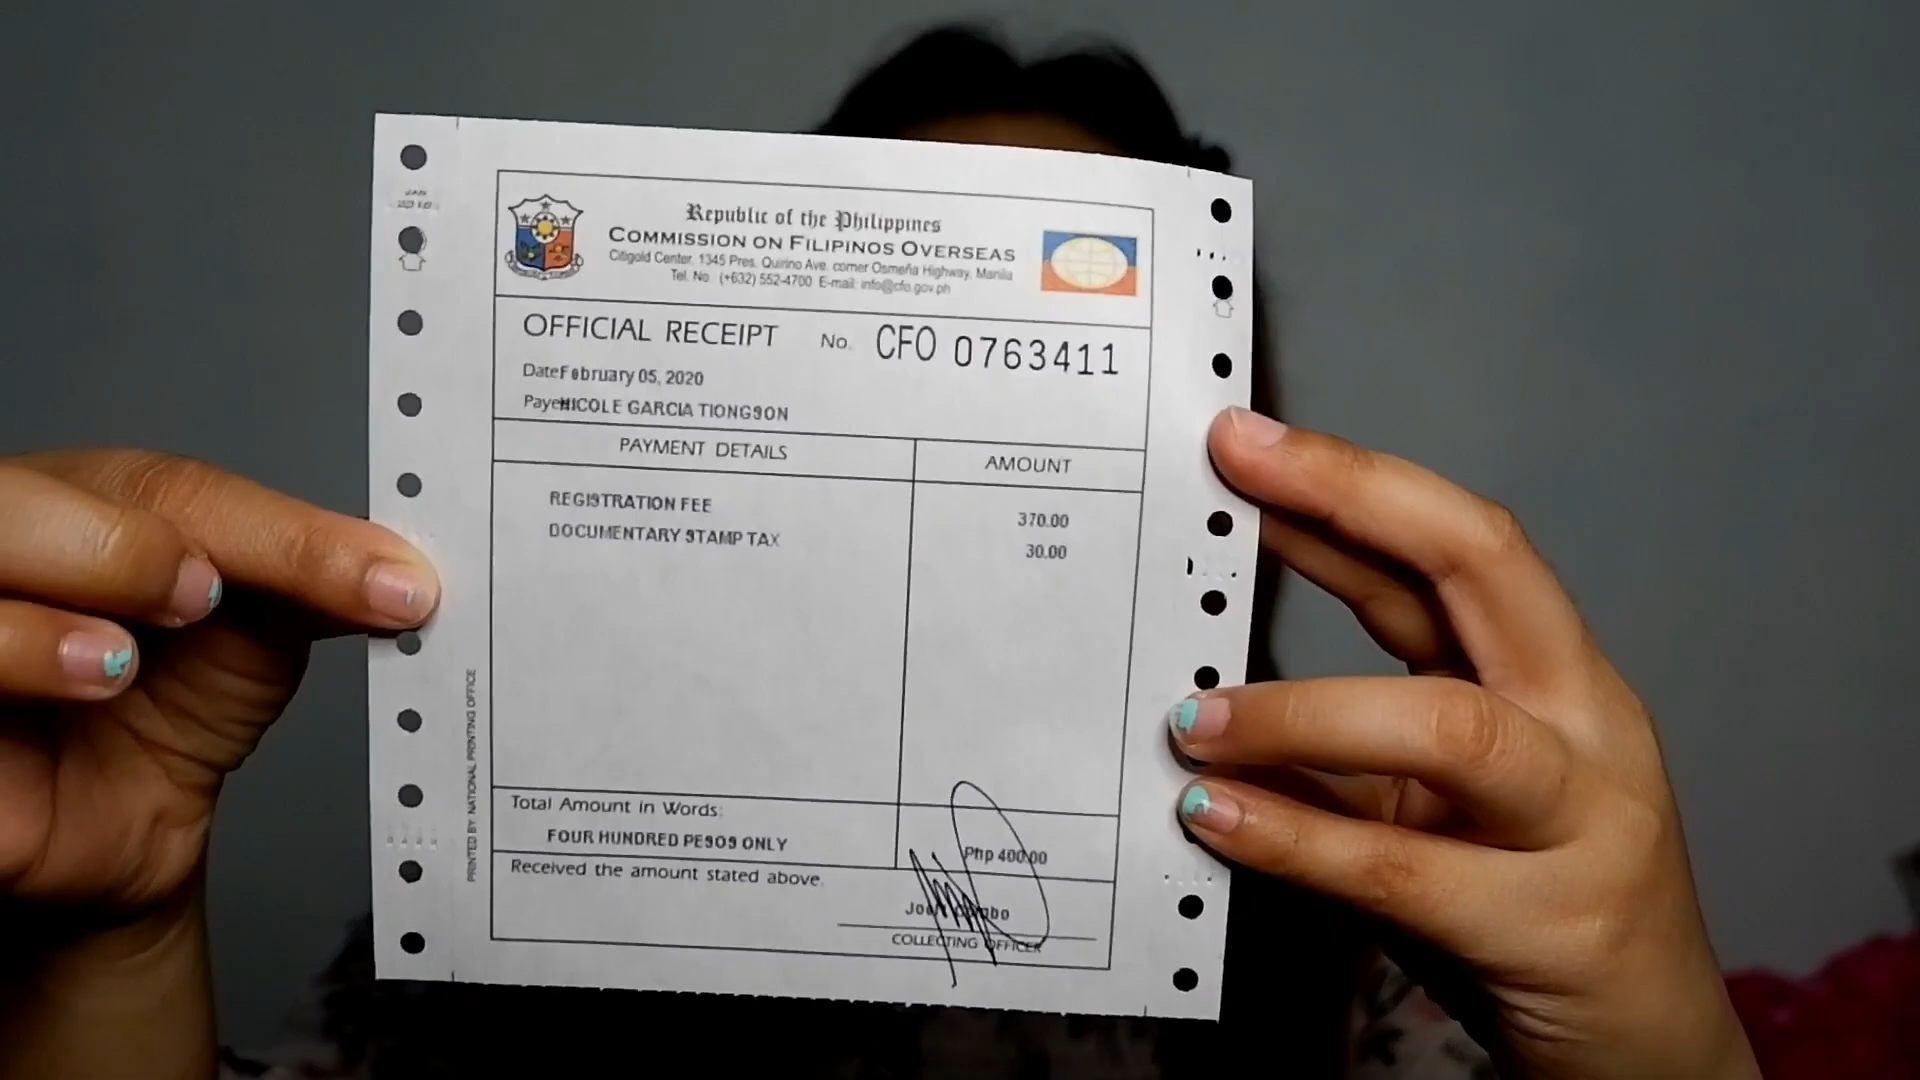 Republic of the Philippines
COMMISSION ON FILIPINOS OVERSEAS
Citigold Center, 1345 Pres. Quirino Ave. corner Osmeña Highway, Manila
Tel. No. (+632) 552-4700 E-mail: info@cfo.gov.ph
OFFICIAL RECEIPT No. CFO 0763411
Date February 05, 2020
Payee NICOLE GARCIA TIONGSON
PAYMENT DETAILS AMOUNT
REGISTRATION FEE 370.00
DOCUMENTARY STAMP TAX 30.00
Total Amount in Words:
FOUR HUNDRED PESOS ONLY Php 400.00
Received the amount stated above.
COLLECTING OFFICER
PRINTED BY NATIONAL PRINTING OFFICE